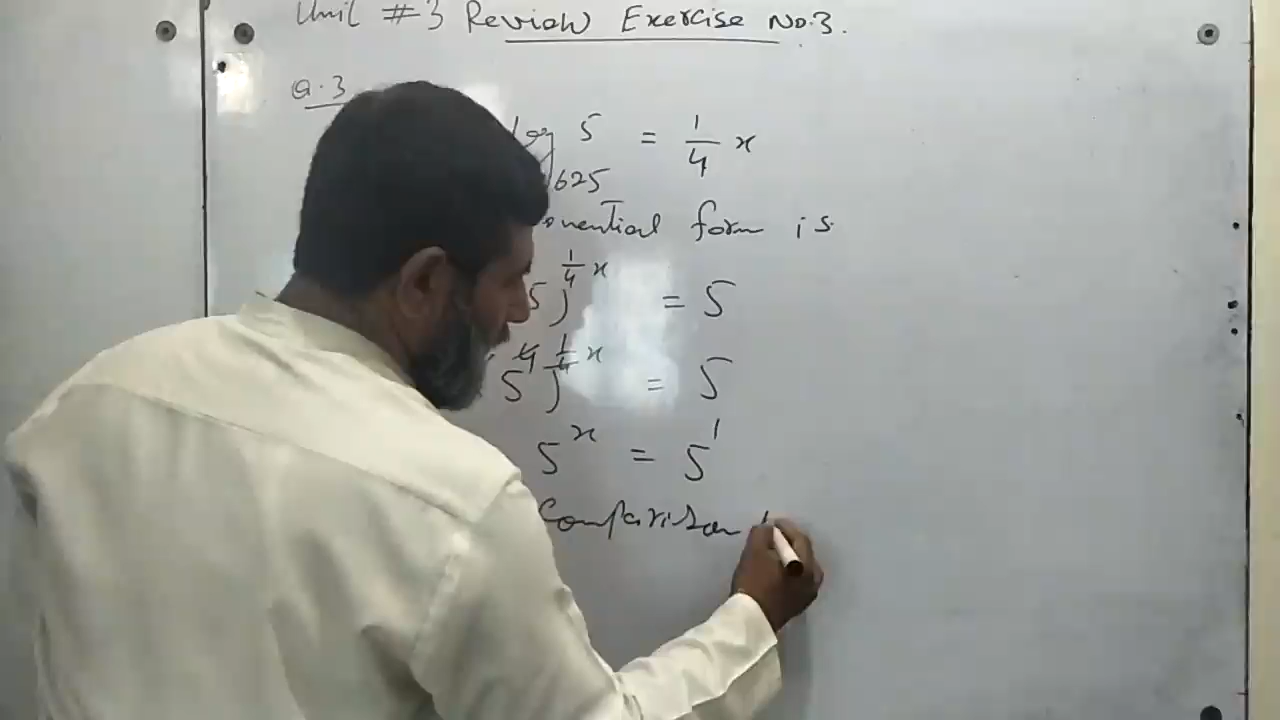 Unit #3 Review Exercise No.3.
Q.3
log 5 = 1/4 x
625
form is
5)^(1/4 x) = 5
5^4)^(1/4 x) = 5
5^x = 5^1
Comparison